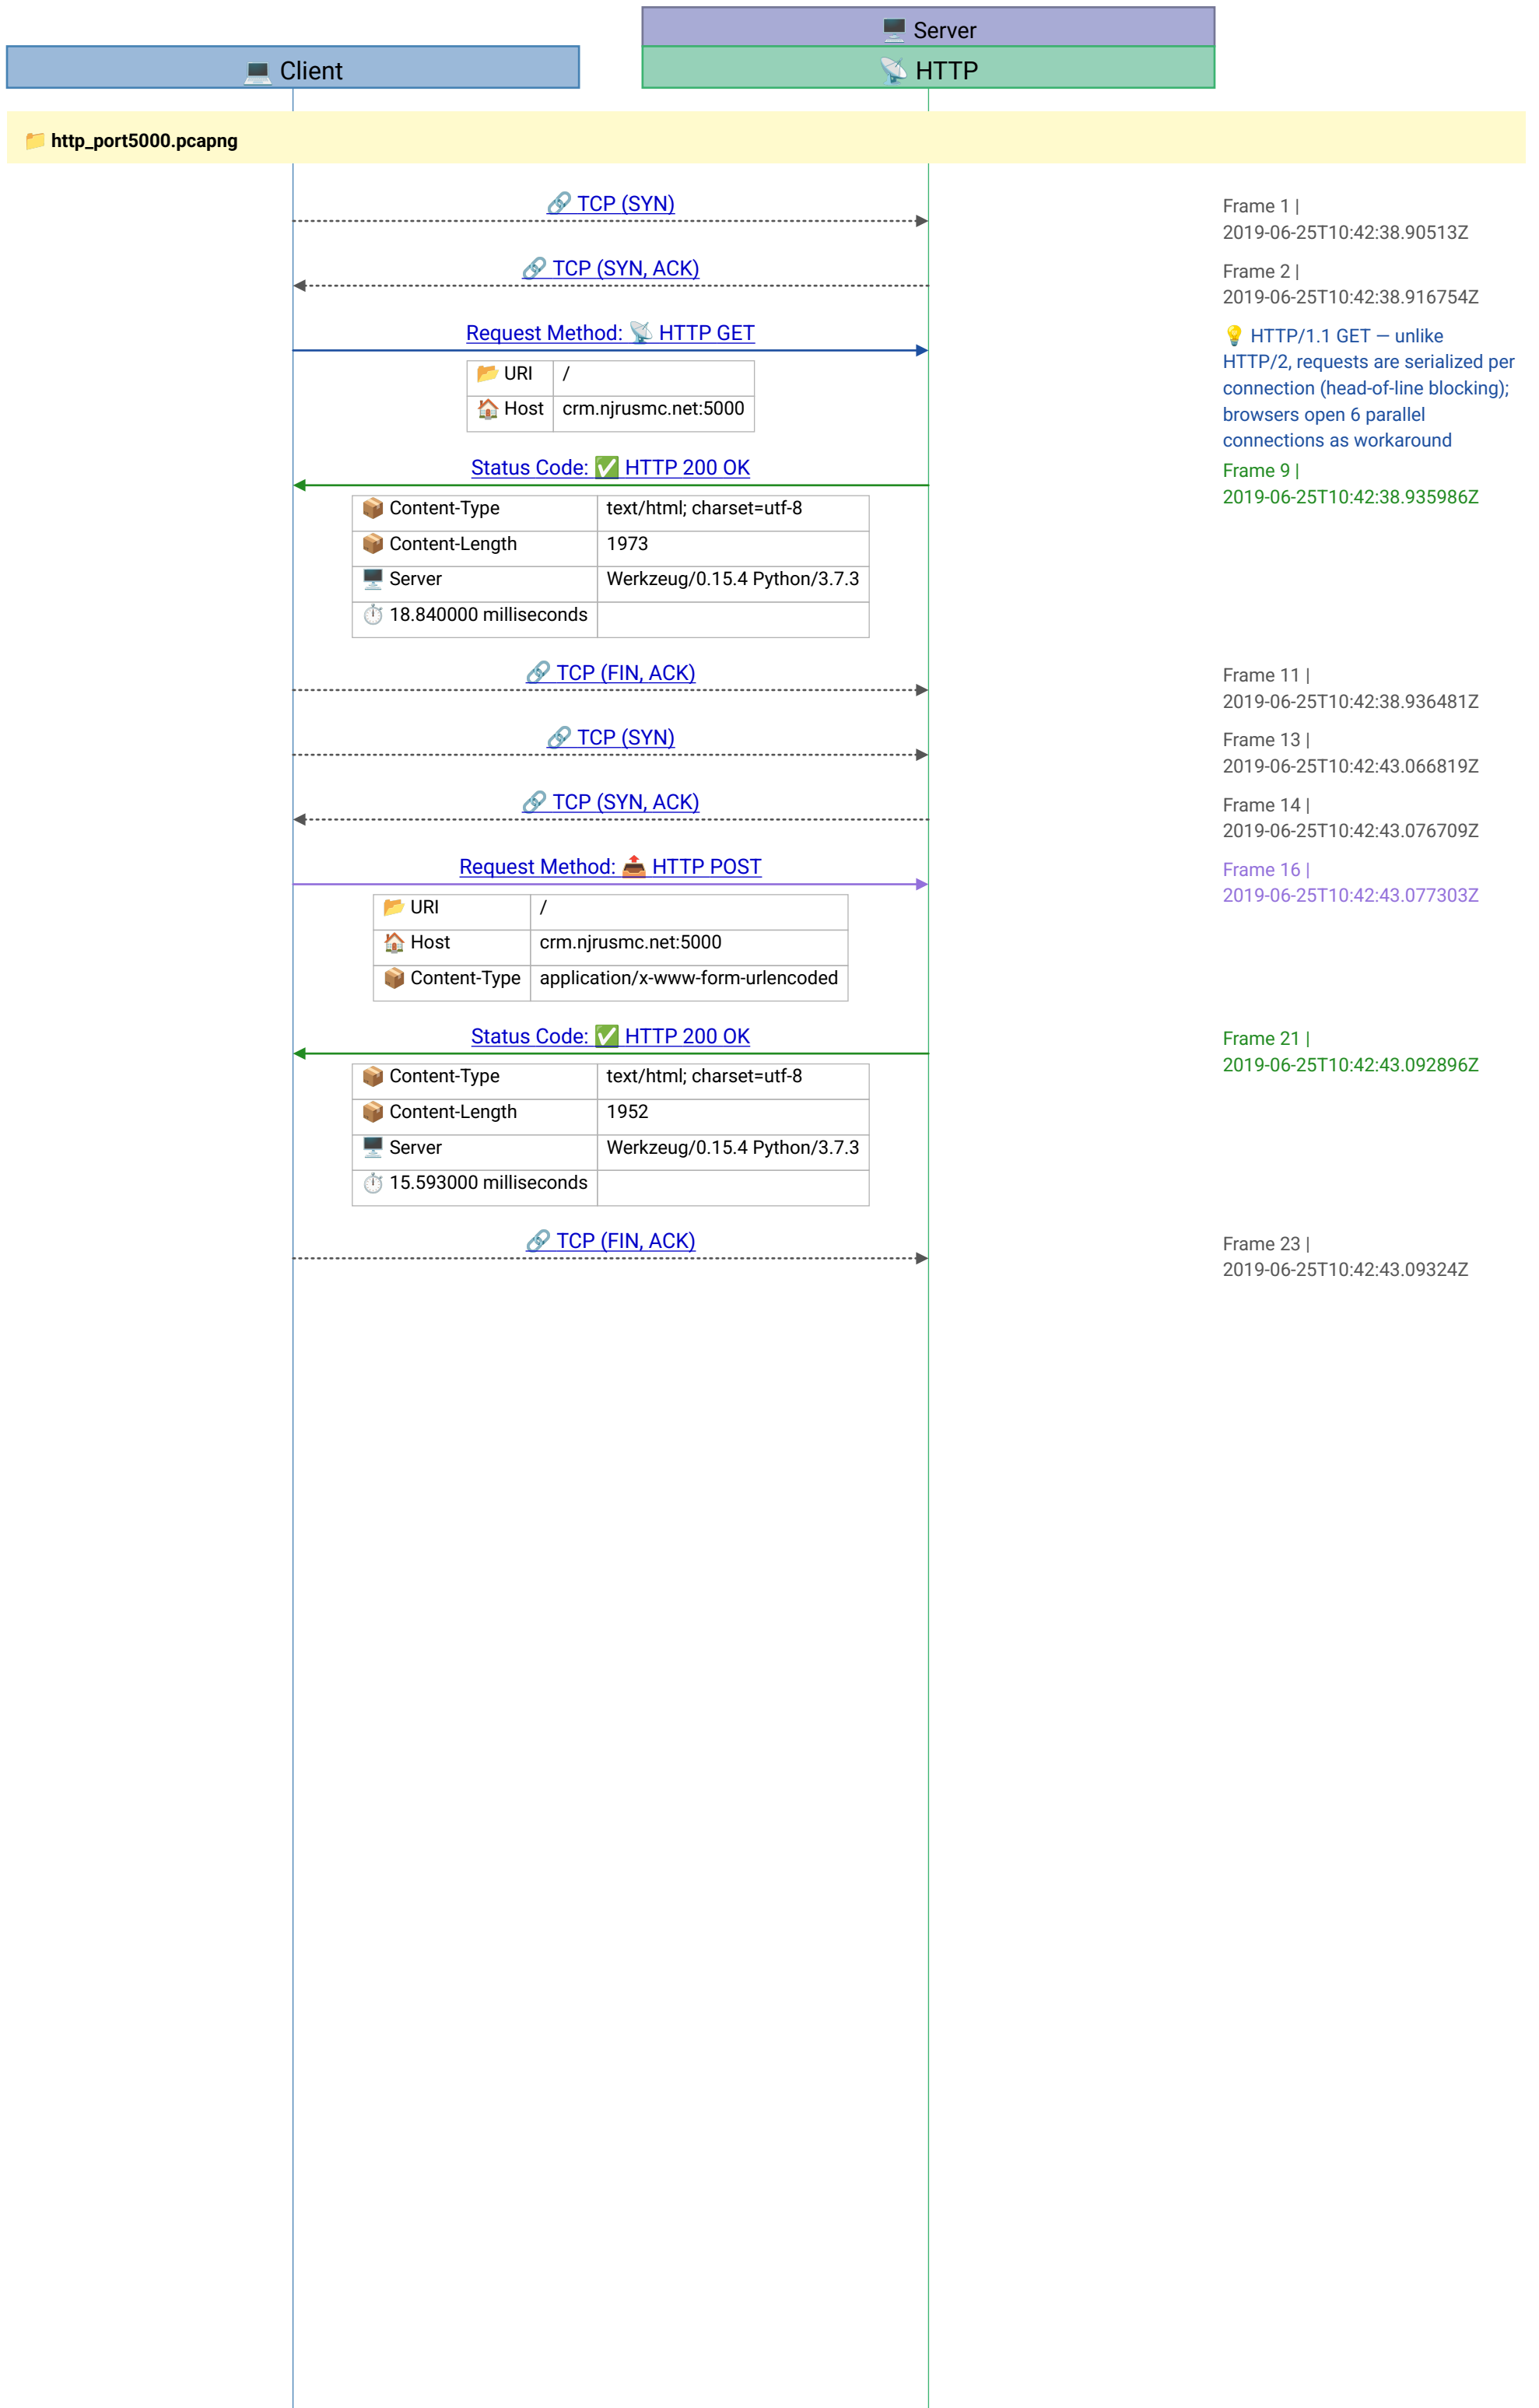 🖥️ Server
💻 Client
📡 HTTP
📁 http_port5000.pcapng
🔗 TCP (SYN)
Frame 1 |
2019-06-25T10:42:38.90513Z
🔗 TCP (SYN, ACK)
Frame 2 |
2019-06-25T10:42:38.916754Z
Request Method: 📡 HTTP GET
📂 URI /
🏠 Host crm.njrusmc.net:5000
💡 HTTP/1.1 GET — unlike
HTTP/2, requests are serialized per
connection (head-of-line blocking);
browsers open 6 parallel
connections as workaround
Status Code: ✅ HTTP 200 OK
Frame 9 |
2019-06-25T10:42:38.935986Z
📦 Content-Type text/html; charset=utf-8
📦 Content-Length 1973
🖥️ Server Werkzeug/0.15.4 Python/3.7.3
⏱️ 18.840000 milliseconds
🔗 TCP (FIN, ACK)
Frame 11 |
2019-06-25T10:42:38.936481Z
🔗 TCP (SYN)
Frame 13 |
2019-06-25T10:42:43.066819Z
🔗 TCP (SYN, ACK)
Frame 14 |
2019-06-25T10:42:43.076709Z
Request Method: 📤 HTTP POST
Frame 16 |
2019-06-25T10:42:43.077303Z
📂 URI /
🏠 Host crm.njrusmc.net:5000
📦 Content-Type application/x-www-form-urlencoded
Status Code: ✅ HTTP 200 OK
Frame 21 |
2019-06-25T10:42:43.092896Z
📦 Content-Type text/html; charset=utf-8
📦 Content-Length 1952
🖥️ Server Werkzeug/0.15.4 Python/3.7.3
⏱️ 15.593000 milliseconds
🔗 TCP (FIN, ACK)
Frame 23 |
2019-06-25T10:42:43.09324Z